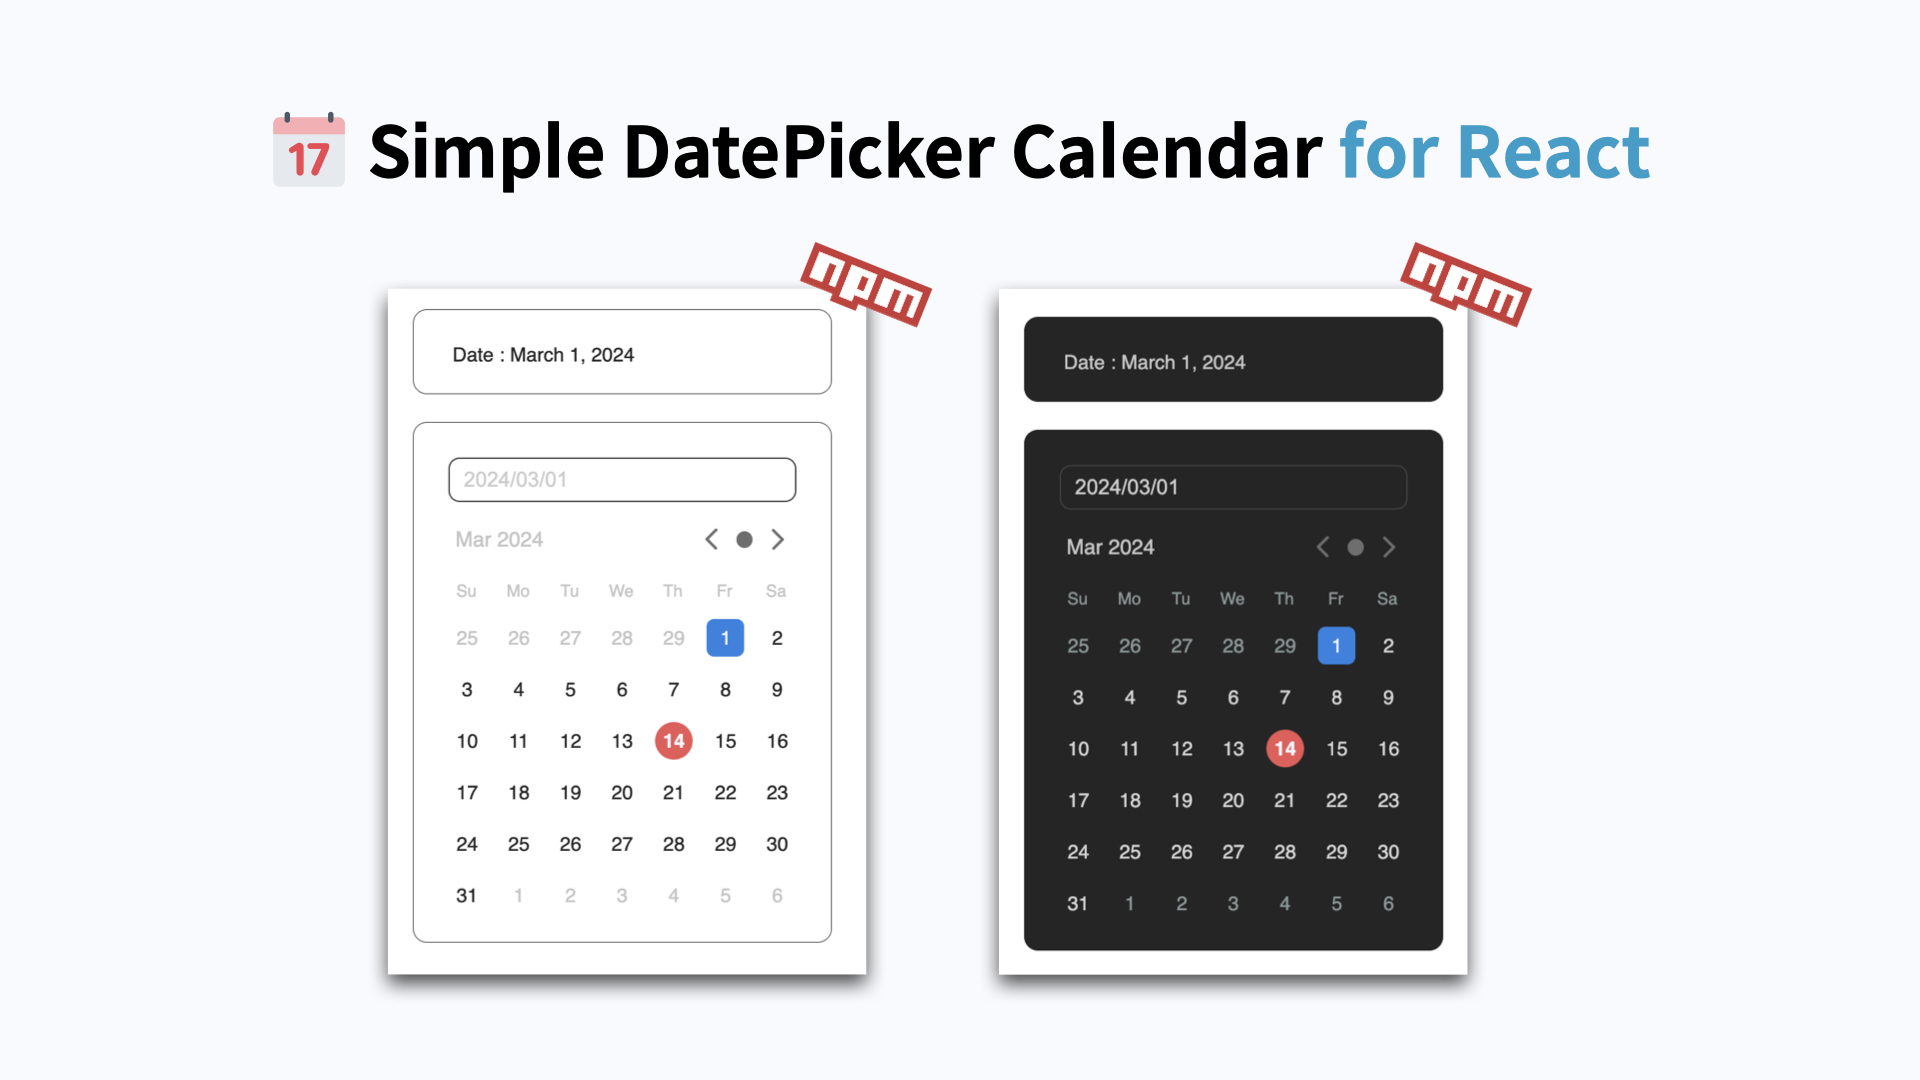 17 Simple DatePicker Calendar for React
npm
Date : March 1, 2024
2024/03/01
Mar 2024
Su Mo Tu We Th Fr Sa
25 26 27 28 29 1 2
3 4 5 6 7 8 9
10 11 12 13 14 15 16
17 18 19 20 21 22 23
24 25 26 27 28 29 30
31 1 2 3 4 5 6
npm
Date : March 1, 2024
2024/03/01
Mar 2024
Su Mo Tu We Th Fr Sa
25 26 27 28 29 1 2
3 4 5 6 7 8 9
10 11 12 13 14 15 16
17 18 19 20 21 22 23
24 25 26 27 28 29 30
31 1 2 3 4 5 6